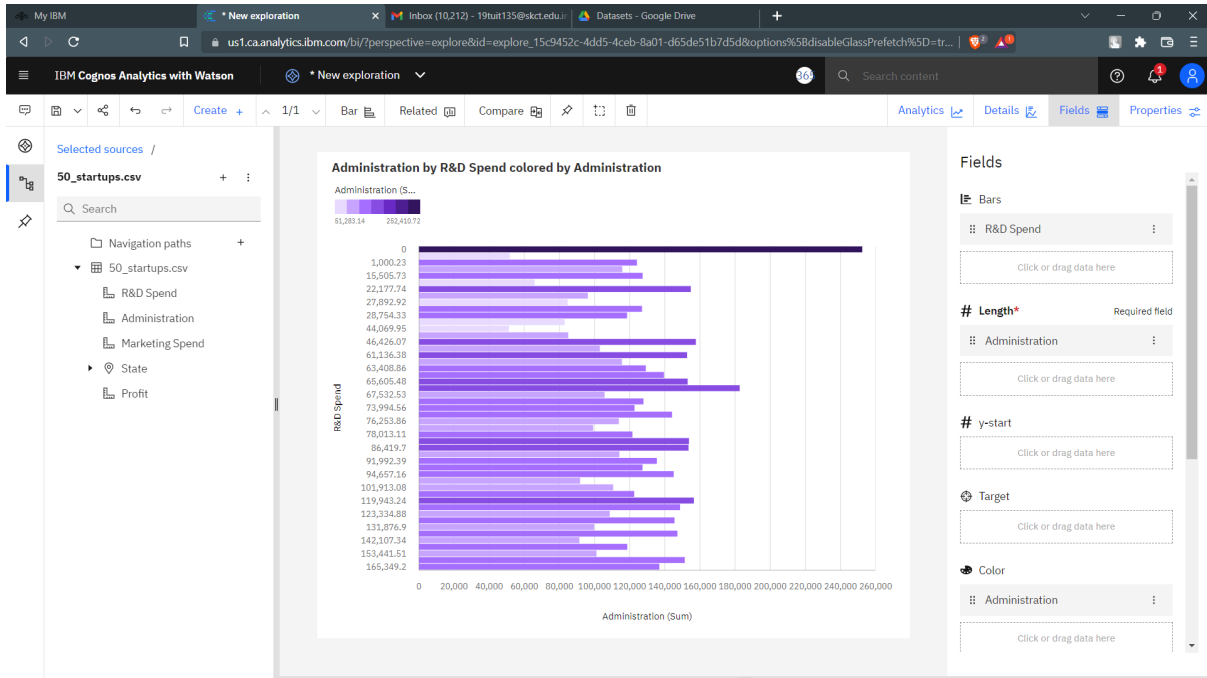 My IBM
* New exploration
Inbox (10,212) - 19tuit135@skct.edu.i
Datasets - Google Drive
us1.ca.analytics.ibm.com/bi/?perspective=explore&id=explore_15c9452c-4dd5-4ceb-8a01-d65de51b7d5d&options%5BdisableGlassPrefetch%5D=tr...
2
IBM Cognos Analytics with Watson
* New exploration
365
Search content
1
Create +
1/1
Bar
Related
Compare
Analytics
Details
Fields
Properties
Selected sources /
50_startups.csv
Search
Navigation paths
50_startups.csv
R&D Spend
Administration
Marketing Spend
State
Profit
Administration by R&D Spend colored by Administration
Administration (S...
51,283.14 252,410.72
R&D Spend
0
1,000.23
15,505.73
22,177.74
27,892.92
28,754.33
44,069.95
46,426.07
61,136.38
63,408.86
65,605.48
67,532.53
73,994.56
76,253.86
78,013.11
86,419.7
91,992.39
94,657.16
101,913.08
119,943.24
123,334.88
131,876.9
142,107.34
153,441.51
165,349.2
0 20,000 40,000 60,000 80,000 100,000 120,000 140,000 160,000 180,000 200,000 220,000 240,000 260,000
Administration (Sum)
Fields
Bars
R&D Spend
Click or drag data here
# Length* Required field
Administration
Click or drag data here
# y-start
Click or drag data here
Target
Click or drag data here
Color
Administration
Click or drag data here